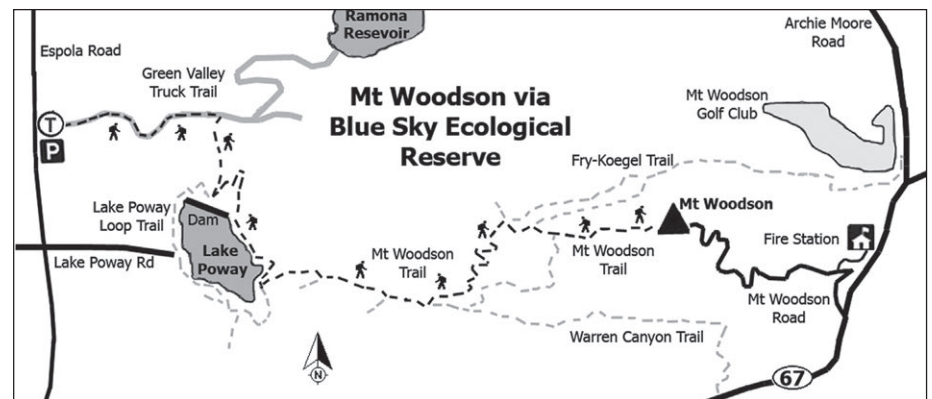 Ramona
Resevoir
Archie Moore
Road
Espola Road
Green Valley
Truck Trail
Mt Woodson via
Blue Sky Ecological
Reserve
Mt Woodson
Golf Club
T
P
Fry-Koegel Trail
Lake Poway
Loop Trail
Dam
Mt Woodson
Lake
Poway
Fire Station
Lake Poway Rd
Mt Woodson
Trail
Mt Woodson
Trail
Mt Woodson
Road
Warren Canyon Trail
N
67